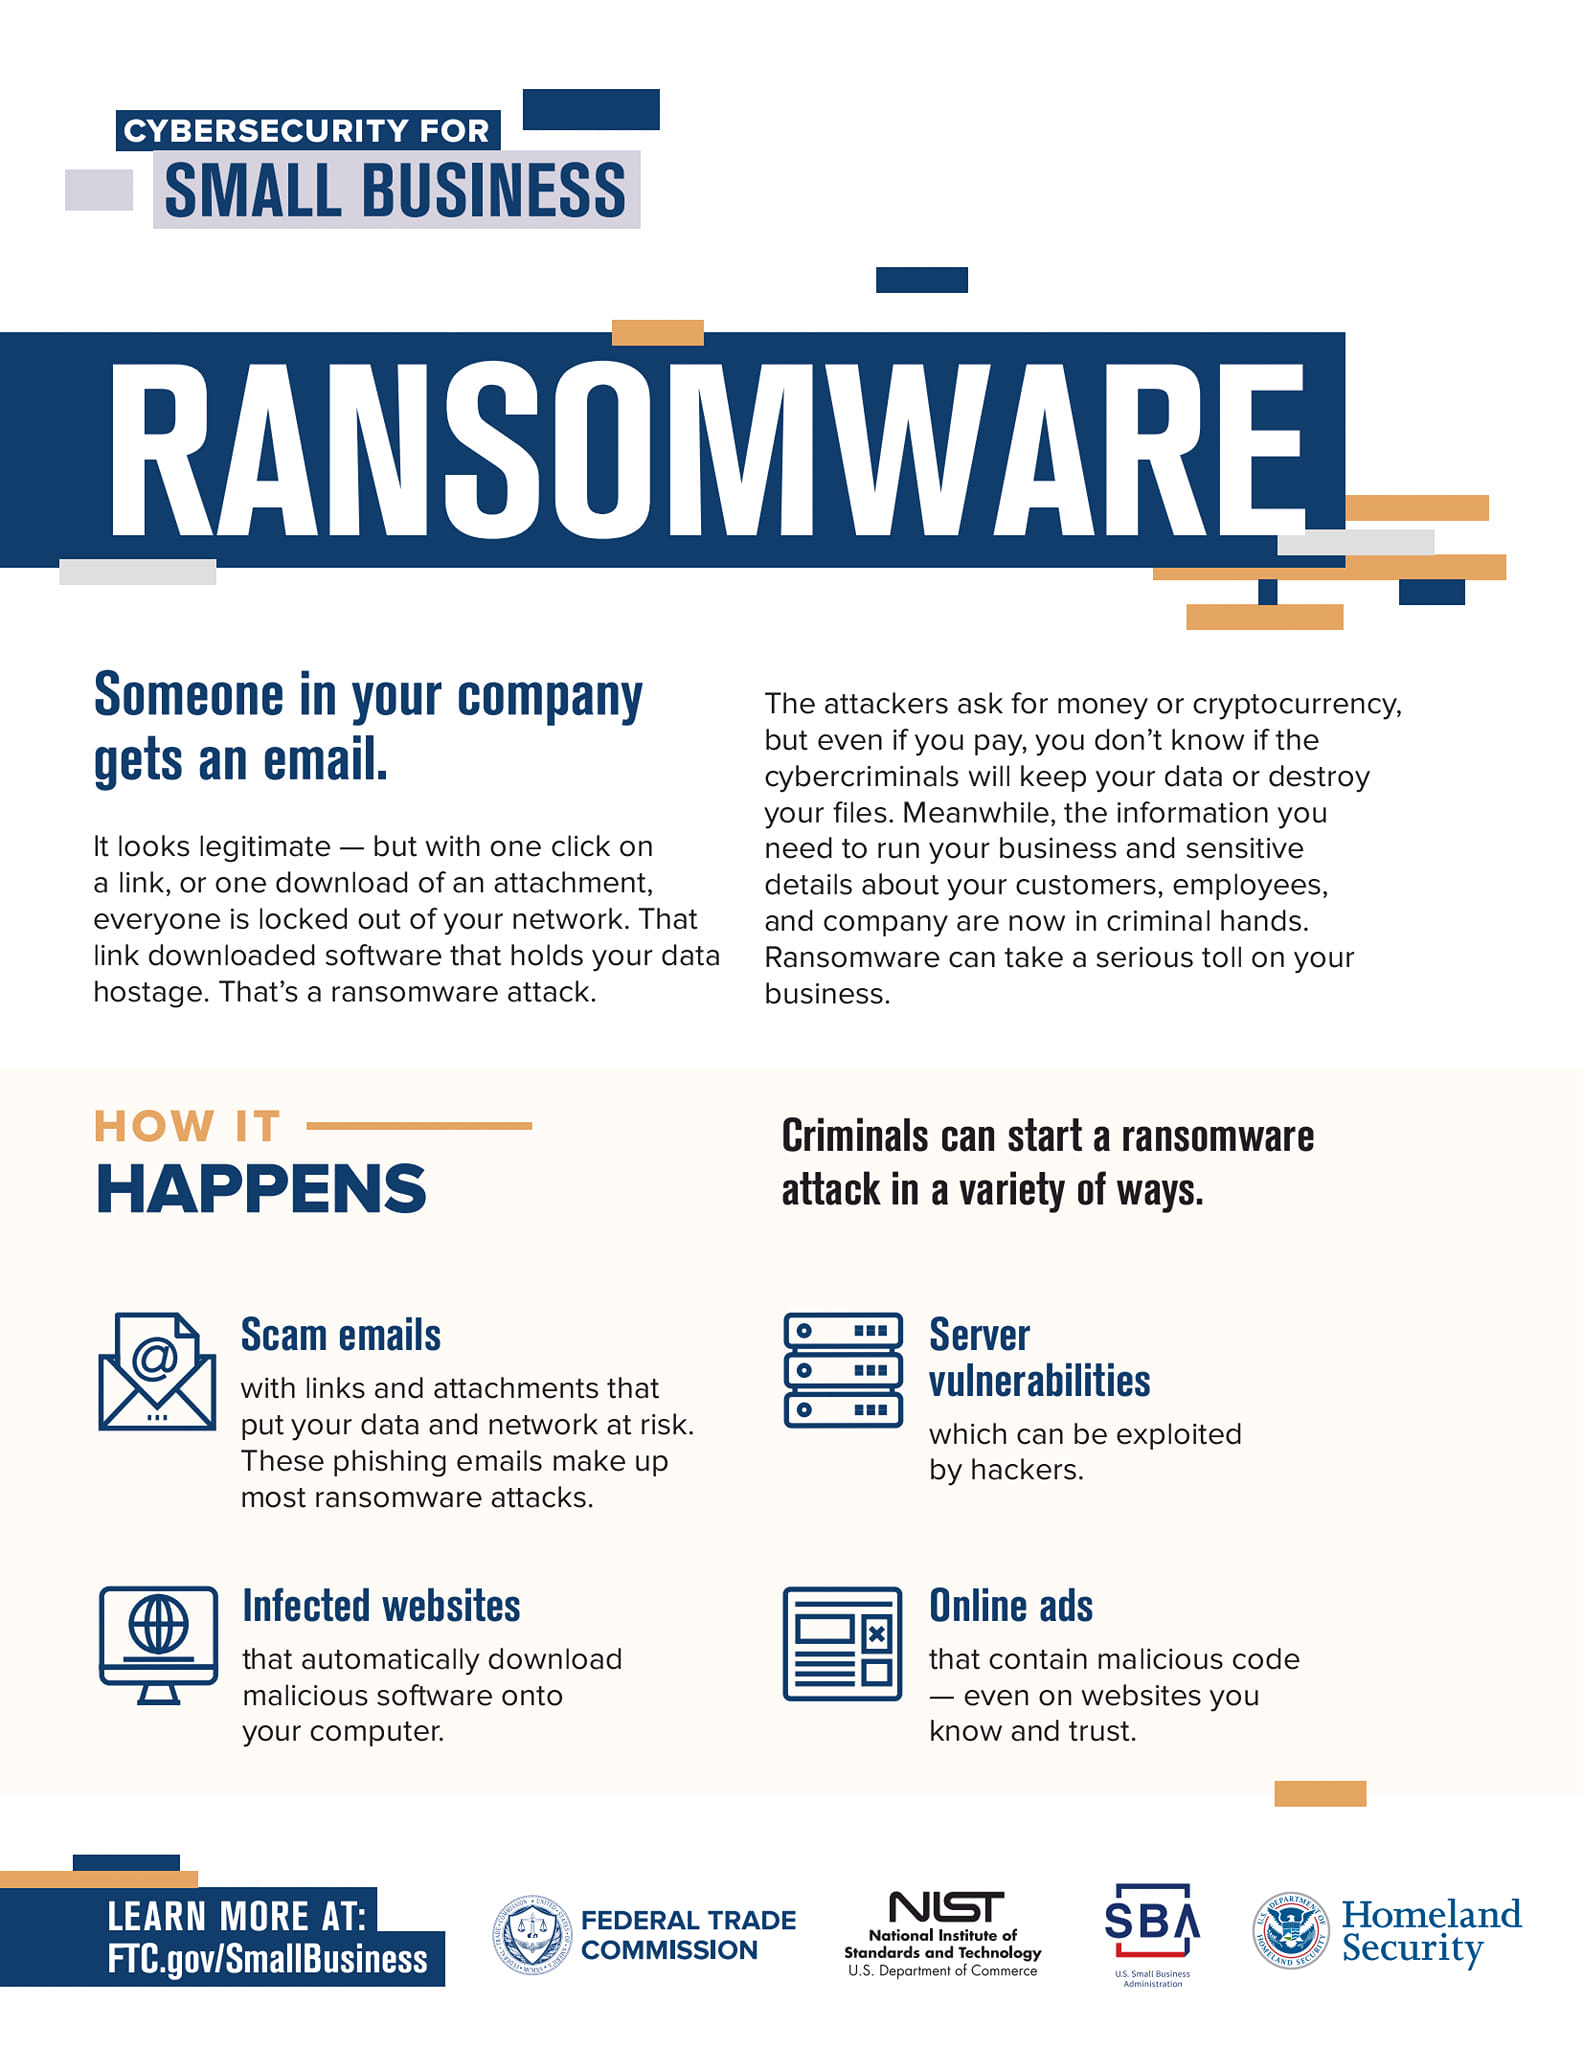 CYBERSECURITY FOR
SMALL BUSINESS
RANSOMWARE
Someone in your company
gets an email.
It looks legitimate — but with one click on
a link, or one download of an attachment,
everyone is locked out of your network. That
link downloaded software that holds your data
hostage. That’s a ransomware attack.
The attackers ask for money or cryptocurrency,
but even if you pay, you don’t know if the
cybercriminals will keep your data or destroy
your files. Meanwhile, the information you
need to run your business and sensitive
details about your customers, employees,
and company are now in criminal hands.
Ransomware can take a serious toll on your
business.
HOW IT
HAPPENS
Criminals can start a ransomware
attack in a variety of ways.
Scam emails
with links and attachments that
put your data and network at risk.
These phishing emails make up
most ransomware attacks.
Server
vulnerabilities
which can be exploited
by hackers.
Infected websites
that automatically download
malicious software onto
your computer.
Online ads
that contain malicious code
— even on websites you
know and trust.
LEARN MORE AT:
FTC.gov/SmallBusiness
FEDERAL TRADE
COMMISSION
NIST
National Institute of
Standards and Technology
U.S. Department of Commerce
SBA
U.S. Small Business
Administration
U.S. DEPARTMENT OF
HOMELAND SECURITY
Homeland
Security